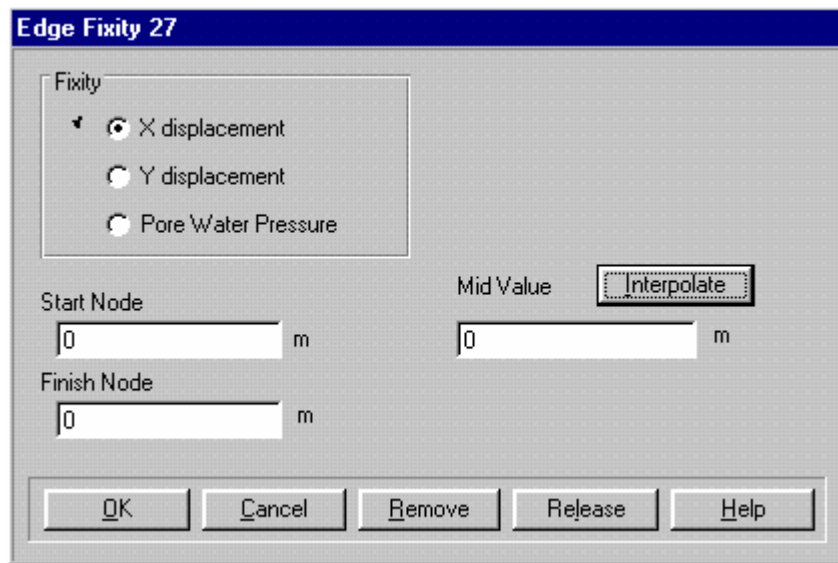 Edge Fixity 27
Fixity
X displacement
Y displacement
Pore Water Pressure
Mid Value Interpolate
Start Node
0 m 0 m
Finish Node
0 m
OK Cancel Remove Release Help